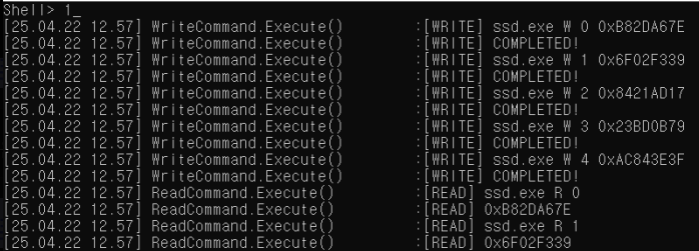 Shell> 1_
[25.04.22 12.57] WriteCommand.Execute() :[WRITE] ssd.exe W 0 0xB82DA67E
[25.04.22 12.57] WriteCommand.Execute() :[WRITE] COMPLETED!
[25.04.22 12.57] WriteCommand.Execute() :[WRITE] ssd.exe W 1 0x6F02F339
[25.04.22 12.57] WriteCommand.Execute() :[WRITE] COMPLETED!
[25.04.22 12.57] WriteCommand.Execute() :[WRITE] ssd.exe W 2 0x8421AD17
[25.04.22 12.57] WriteCommand.Execute() :[WRITE] COMPLETED!
[25.04.22 12.57] WriteCommand.Execute() :[WRITE] ssd.exe W 3 0x23BD0B79
[25.04.22 12.57] WriteCommand.Execute() :[WRITE] COMPLETED!
[25.04.22 12.57] WriteCommand.Execute() :[WRITE] ssd.exe W 4 0xAC843E3F
[25.04.22 12.57] WriteCommand.Execute() :[WRITE] COMPLETED!
[25.04.22 12.57] ReadCommand.Execute() :[READ] ssd.exe R 0
[25.04.22 12.57] ReadCommand.Execute() :[READ] 0xB82DA67E
[25.04.22 12.57] ReadCommand.Execute() :[READ] ssd.exe R 1
[25.04.22 12.57] ReadCommand.Execute() :[READ] 0x6F02F339